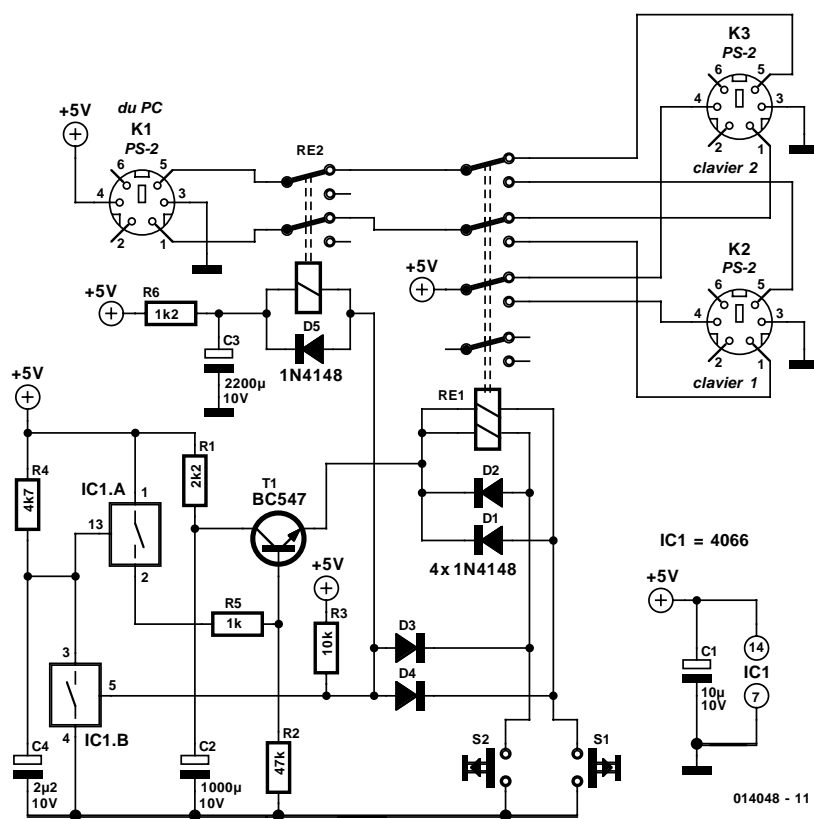 K3
PS-2
6
5
4
3
2
1
clavier 2
du PC
+5V
K1
PS-2
6
5
4
3
2
1
RE2
K2
PS-2
6
5
4
3
2
1
clavier 1
+5V
+5V
R6
1k2
C3
2200µ
10V
D5
1N4148
RE1
+5V
R4
4k7
IC1.A
1
13
2
R1
2k2
T1
BC547
D2
D1
4x 1N4148
R5
1k
+5V
R3
10k
D3
D4
3
5
4
IC1.B
C4
2µ2
10V
C2
1000µ
10V
R2
47k
S2
S1
IC1 = 4066
+5V
C1
10µ
10V
14
IC1
7
014048 - 11